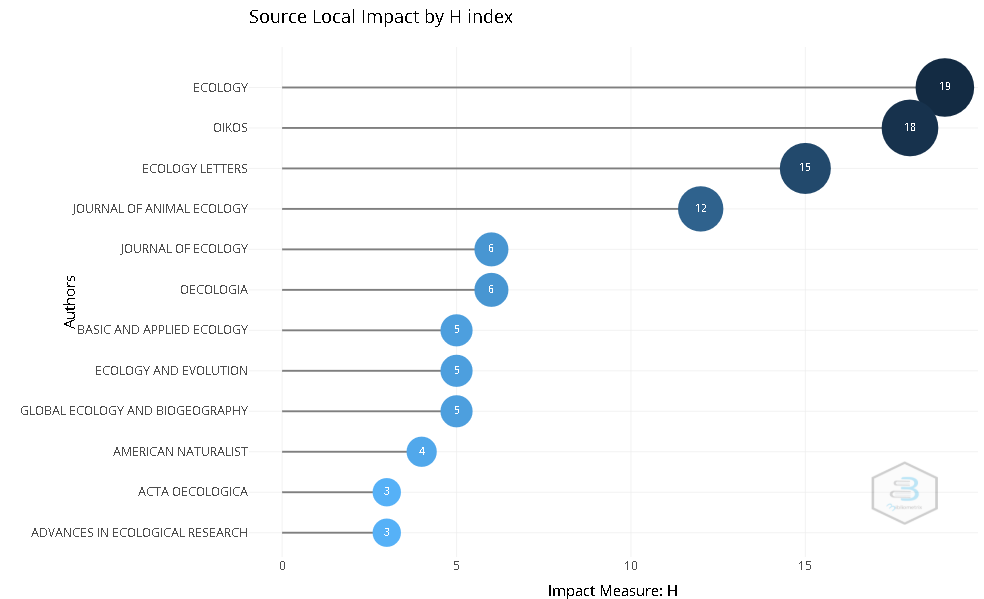 Source Local Impact by H index
Authors
ECOLOGY
19
OIKOS
18
ECOLOGY LETTERS
15
JOURNAL OF ANIMAL ECOLOGY
12
JOURNAL OF ECOLOGY
6
OECOLOGIA
6
BASIC AND APPLIED ECOLOGY
5
ECOLOGY AND EVOLUTION
5
GLOBAL ECOLOGY AND BIOGEOGRAPHY
5
AMERICAN NATURALIST
4
ACTA OECOLOGICA
3
ADVANCES IN ECOLOGICAL RESEARCH
3
0 5 10 15
Impact Measure: H